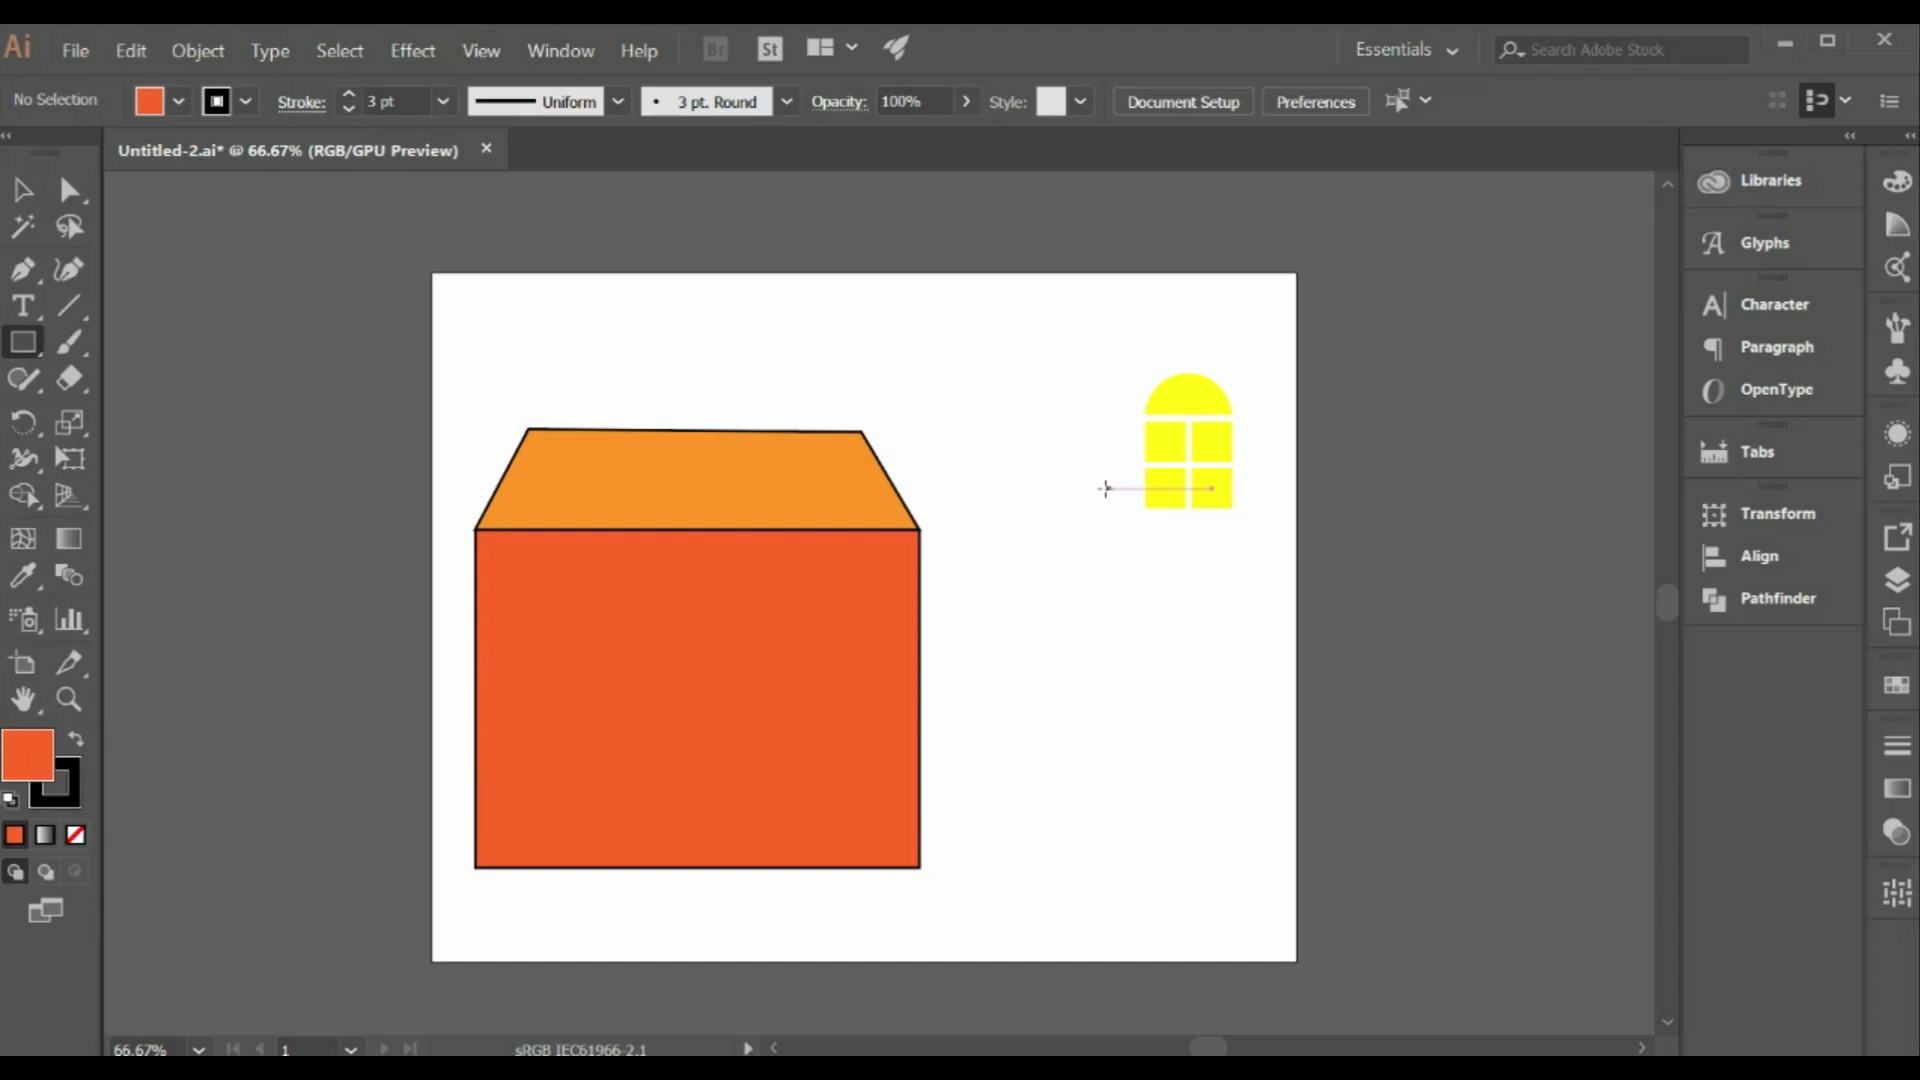 Ai File Edit Object Type Select Effect View Window Help Br St Essentials Search Adobe Stock
No Selection Stroke: 3 pt Uniform 3 pt. Round Opacity: 100% Style: Document Setup Preferences
Untitled-2.ai* @ 66.67% (RGB/GPU Preview)
Libraries
Glyphs
Character
Paragraph
OpenType
Tabs
Transform
Align
Pathfinder
66.67% 1 sRGB IEC61966-2.1